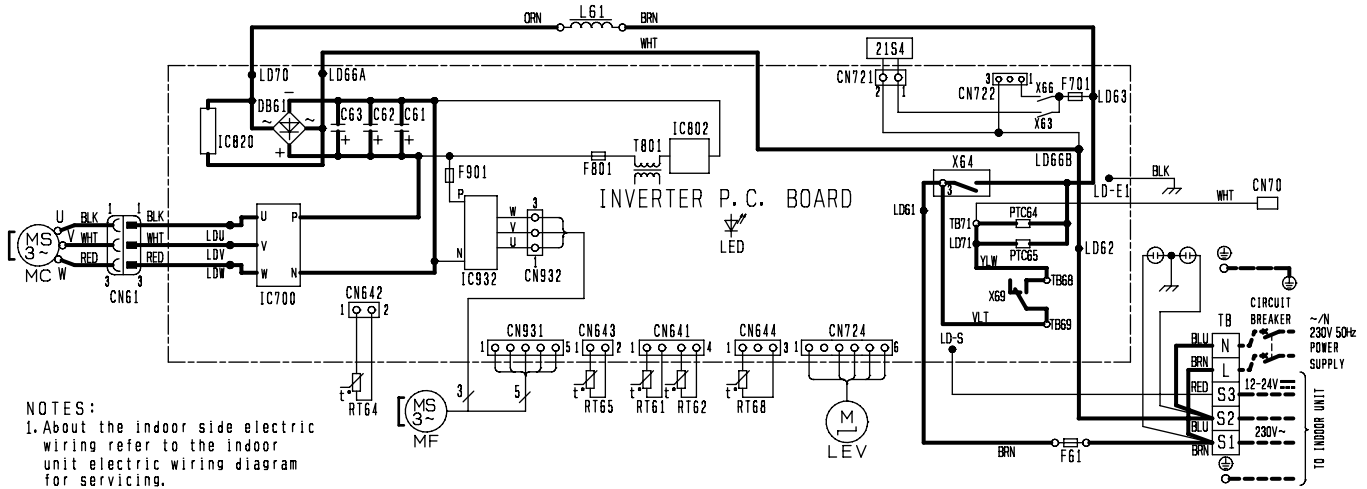 L61
ORN
BRN
WHT
21S4
LD70
LD66A
CN721
2
1
3
1
CN722
X66
F701
LD63
X63
DB61
−
~
~
+
C63
C62
C61
+
+
+
IC820
IC802
T801
F801
F901
LD66B
X64
3
LD-E1
BLK
WHT
CN70
INVERTER P.C. BOARD
LED
LD61
TB71
PTC64
LD71
PTC65
LD62
YLW
X69
TB68
VLT
TB69
LD-S
MS
3~
MC
U
V
W
BLK
WHT
RED
1
1
3
3
CN61
BLK
WHT
RED
LDU
LDV
LDW
U
V
W
P
N
IC700
P
N
IC932
W
V
U
3
1
CN932
CN642
1
2
t°
RT64
CN931
1
5
3
5
MS
3~
MF
CN643
1
2
t°
RT65
CN641
1
4
t°
RT61
t°
RT62
CN644
1
3
t°
RT68
CN724
1
6
M
LEV
BRN
F61
TB
N
L
S3
S2
S1
BLU
BRN
RED
BLU
BRN
CIRCUIT
BREAKER
~/N
230V 50Hz
POWER
SUPPLY
12-24V
230V~
TO INDOOR UNIT
NOTES:
1. About the indoor side electric
wiring refer to the indoor
unit electric wiring diagram
for servicing.